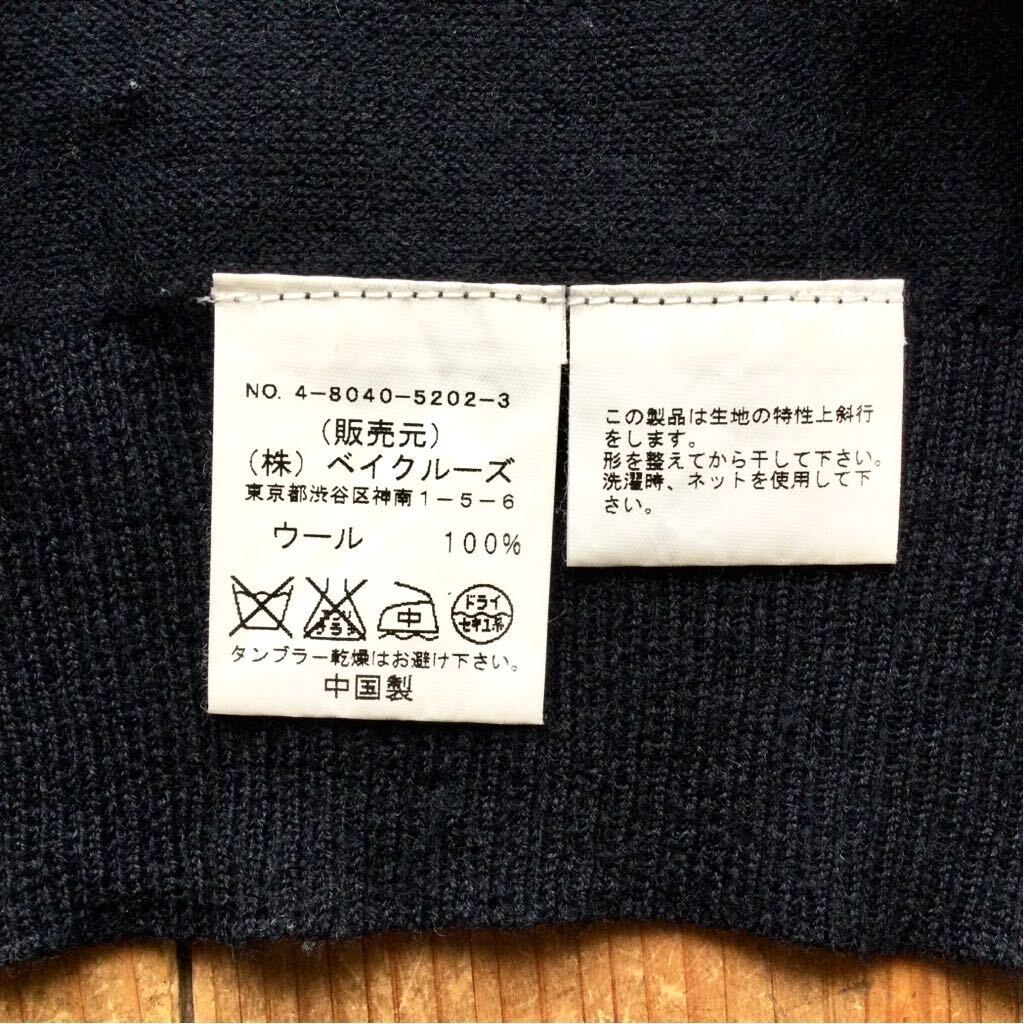 NO. 4-8040-5202-3
(販売元)
(株) ベイクルーズ
東京都渋谷区神南1-5-6
ウール 100%
中
ドライ
セキユ系
タンブラー乾燥はお避け下さい。
中国製
この製品は生地の特性上斜行
をします。
形を整えてから干して下さい。
洗濯時、ネットを使用して下
さい。